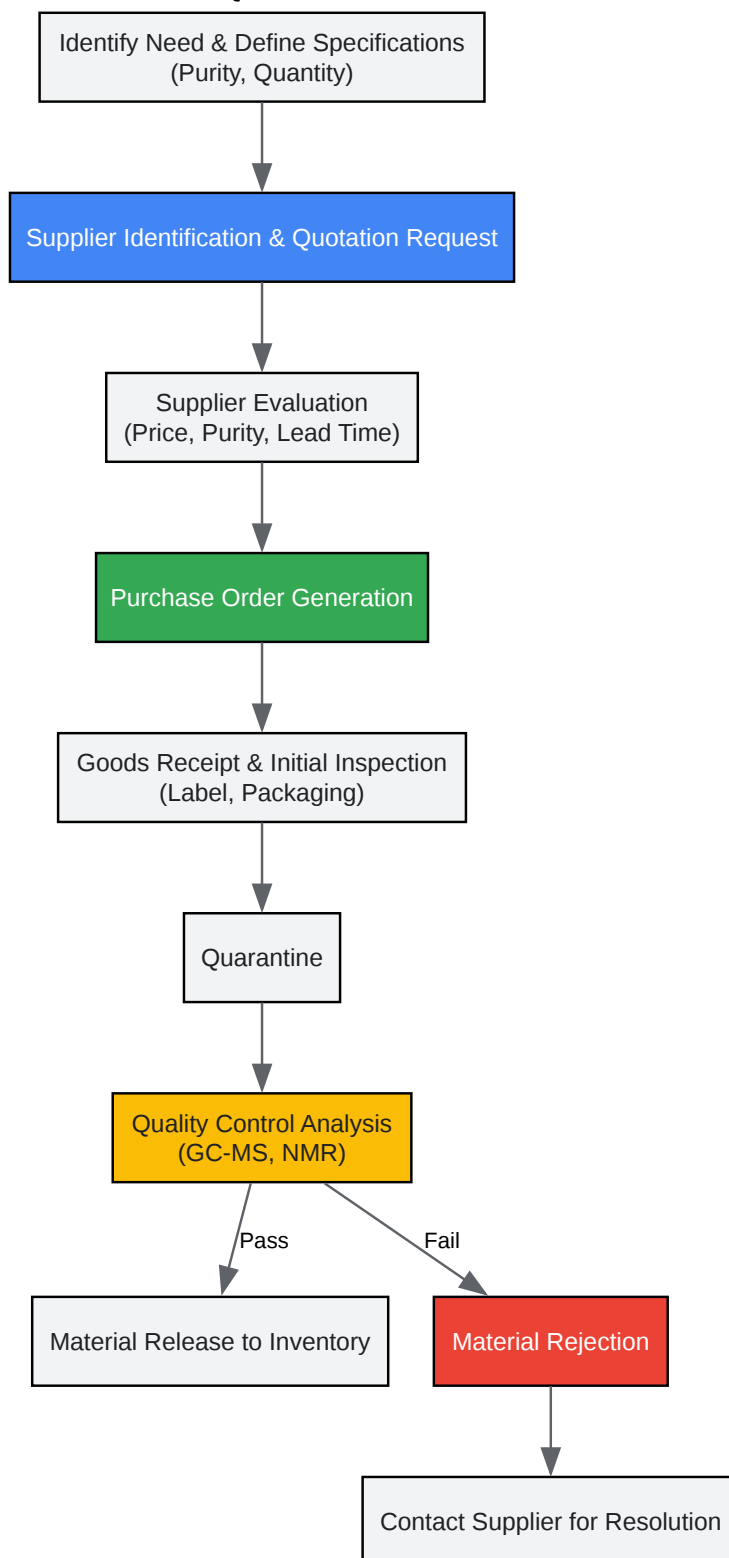 Identify Need & Define Specifications
(Purity, Quantity)
Supplier Identification & Quotation Request
Supplier Evaluation
(Price, Purity, Lead Time)
Purchase Order Generation
Goods Receipt & Initial Inspection
(Label, Packaging)
Quarantine
Quality Control Analysis
(GC-MS, NMR)
Pass
Fail
Material Release to Inventory
Material Rejection
Contact Supplier for Resolution